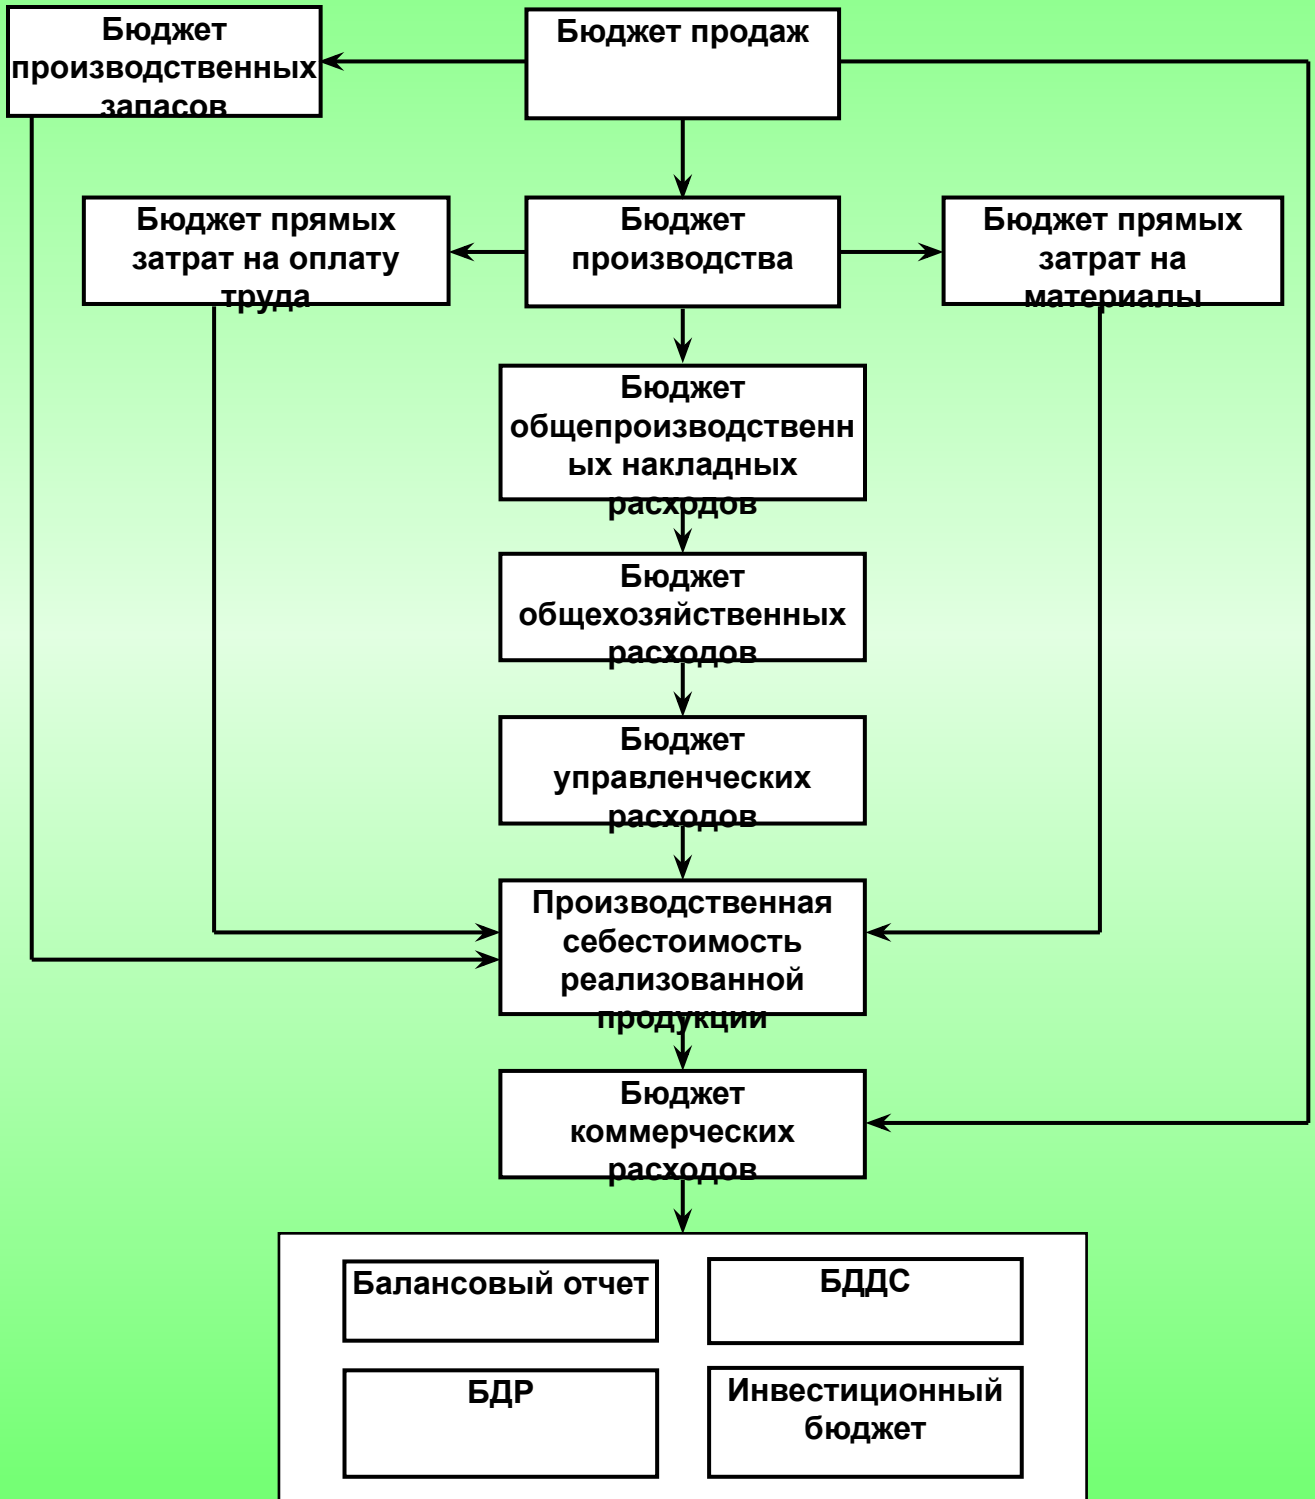 Бюджет
производственных
запасов
Бюджет продаж
Бюджет прямых
затрат на оплату
труда
Бюджет
производства
Бюджет прямых
затрат на
материалы
Бюджет
общепроизводственн
ых накладных
расходов
Бюджет
общехозяйственных
расходов
Бюджет
управленческих
расходов
Производственная
себестоимость
реализованной
продукции
Бюджет
коммерческих
расходов
Балансовый отчет
БДДС
БДР
Инвестиционный
бюджет